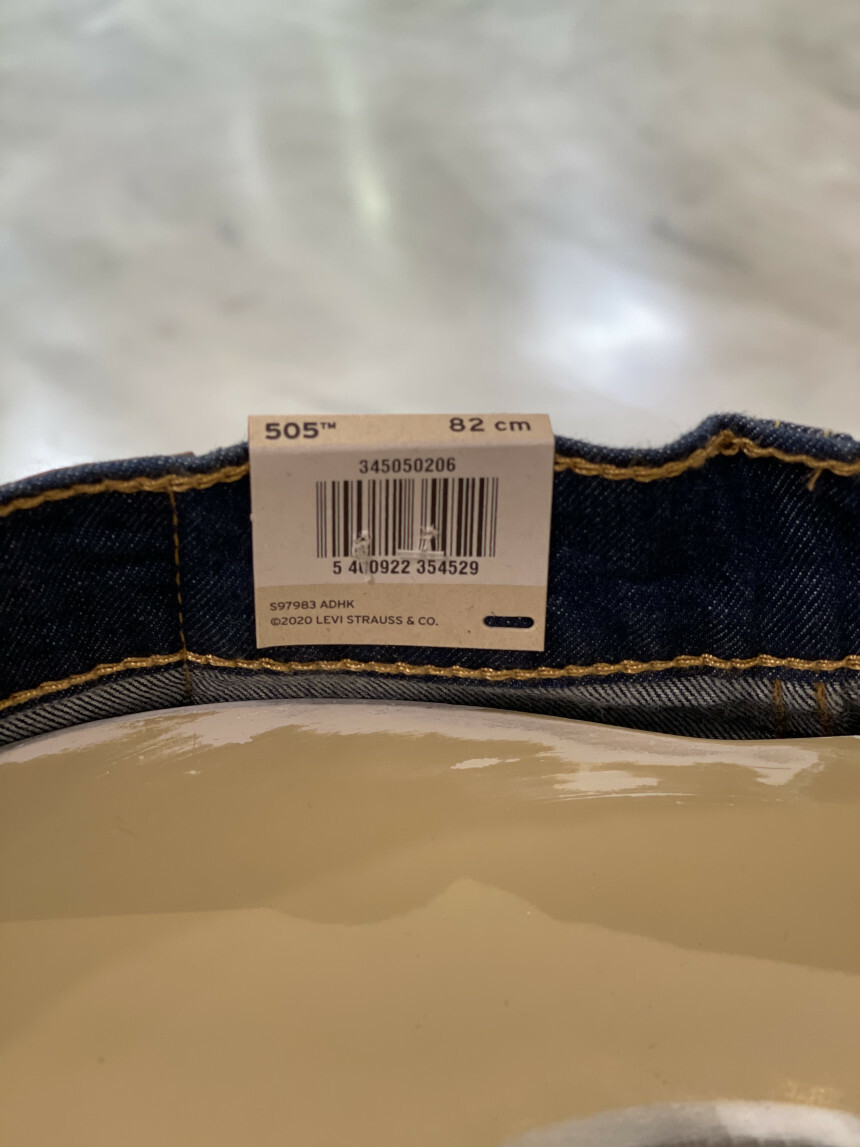 505™ 82 cm
345050206
5 400922 354529
S97983 ADHK
©2020 LEVI STRAUSS & CO.